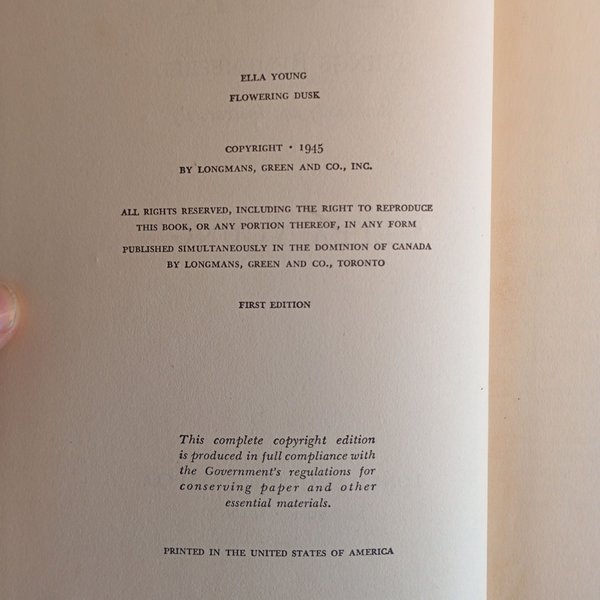 ELLA YOUNG
FLOWERING DUSK
COPYRIGHT · 1945
BY LONGMANS, GREEN AND CO., INC.
ALL RIGHTS RESERVED, INCLUDING THE RIGHT TO REPRODUCE
THIS BOOK, OR ANY PORTION THEREOF, IN ANY FORM
PUBLISHED SIMULTANEOUSLY IN THE DOMINION OF CANADA
BY LONGMANS, GREEN AND CO., TORONTO
FIRST EDITION
This complete copyright edition
is produced in full compliance with
the Government's regulations for
conserving paper and other
essential materials.
PRINTED IN THE UNITED STATES OF AMERICA